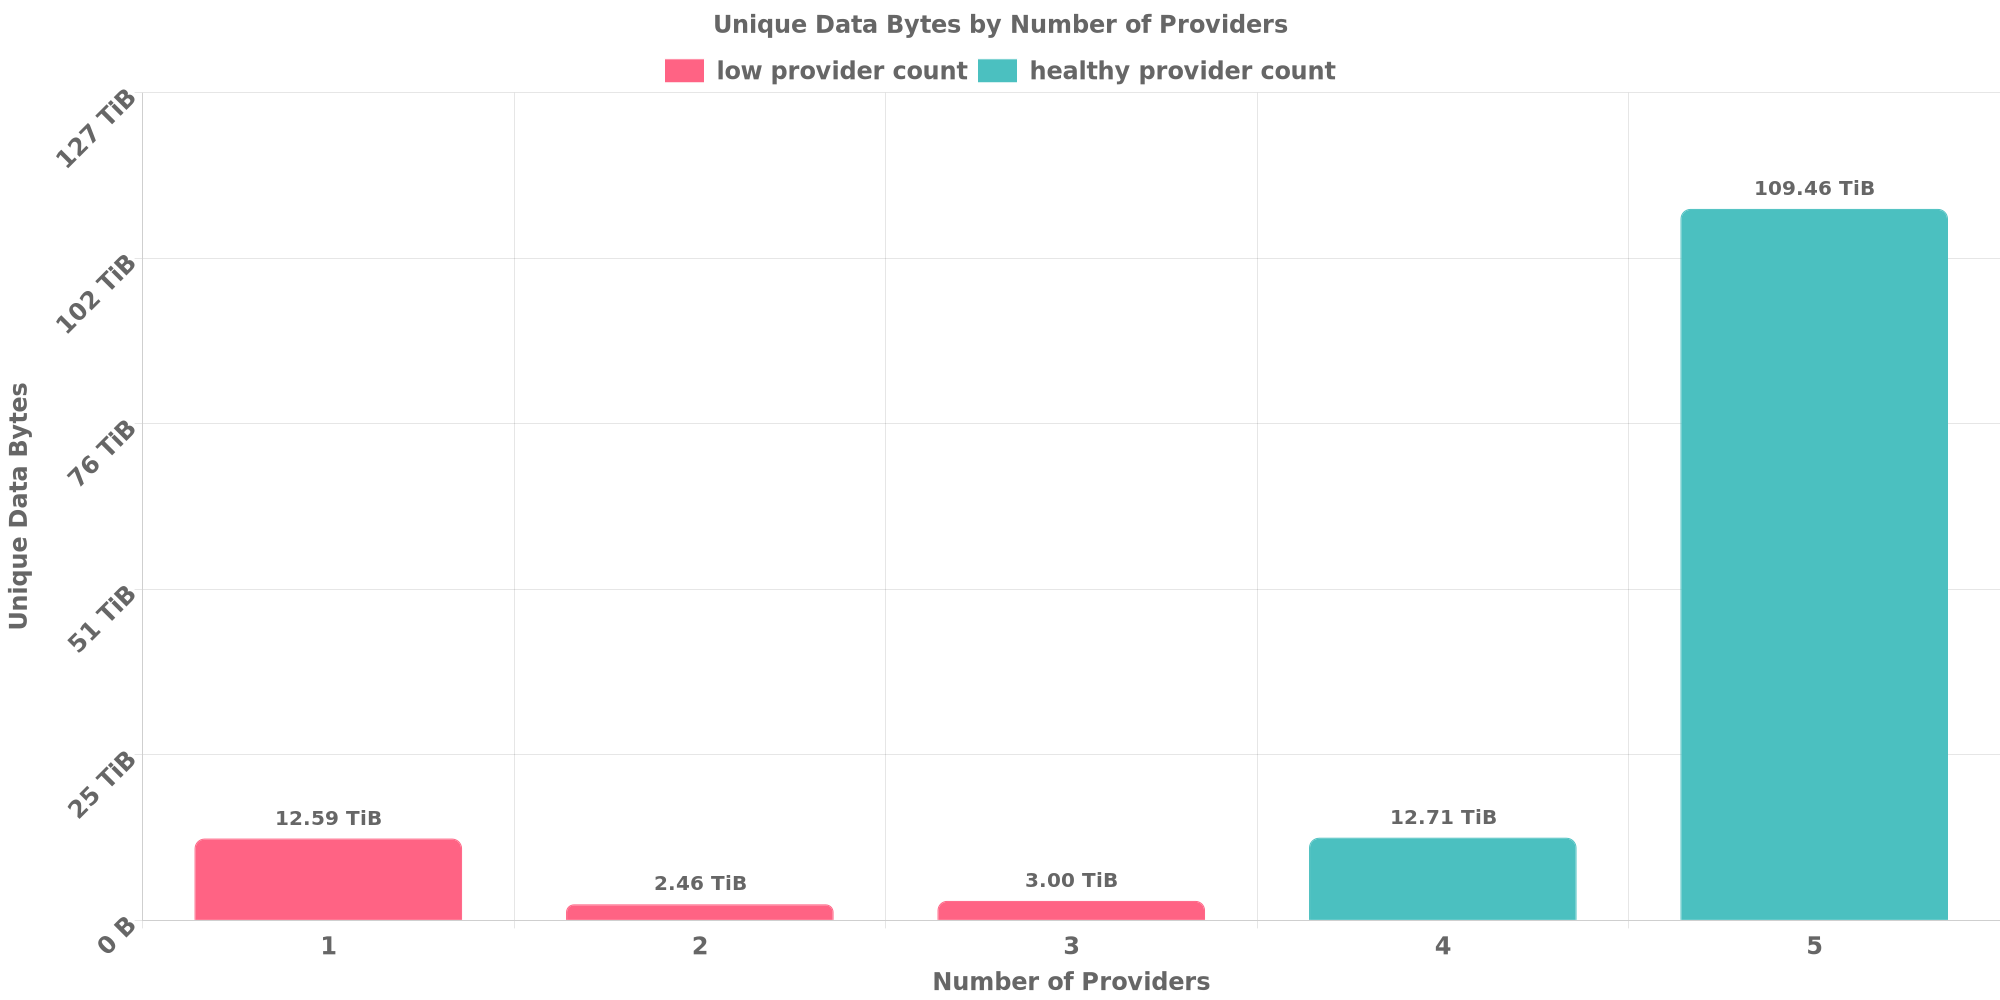 Unique Data Bytes by Number of Providers
low provider count
healthy provider count
Unique Data Bytes
127 TiB
102 TiB
76 TiB
51 TiB
25 TiB
0 B
12.59 TiB
2.46 TiB
3.00 TiB
12.71 TiB
109.46 TiB
1
2
3
4
5
Number of Providers